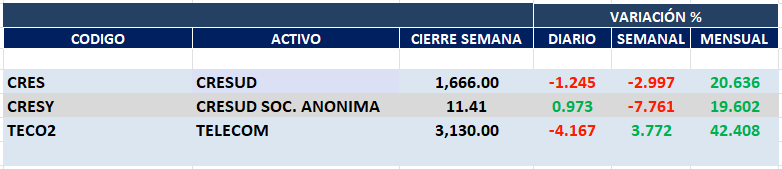 VARIACIÓN %
CODIGO ACTIVO CIERRE SEMANA DIARIO SEMANAL MENSUAL
CRES CRESUD 1,666.00 -1.245 -2.997 20.636
CRESY CRESUD SOC. ANONIMA 11.41 0.973 -7.761 19.602
TECO2 TELECOM 3,130.00 -4.167 3.772 42.408